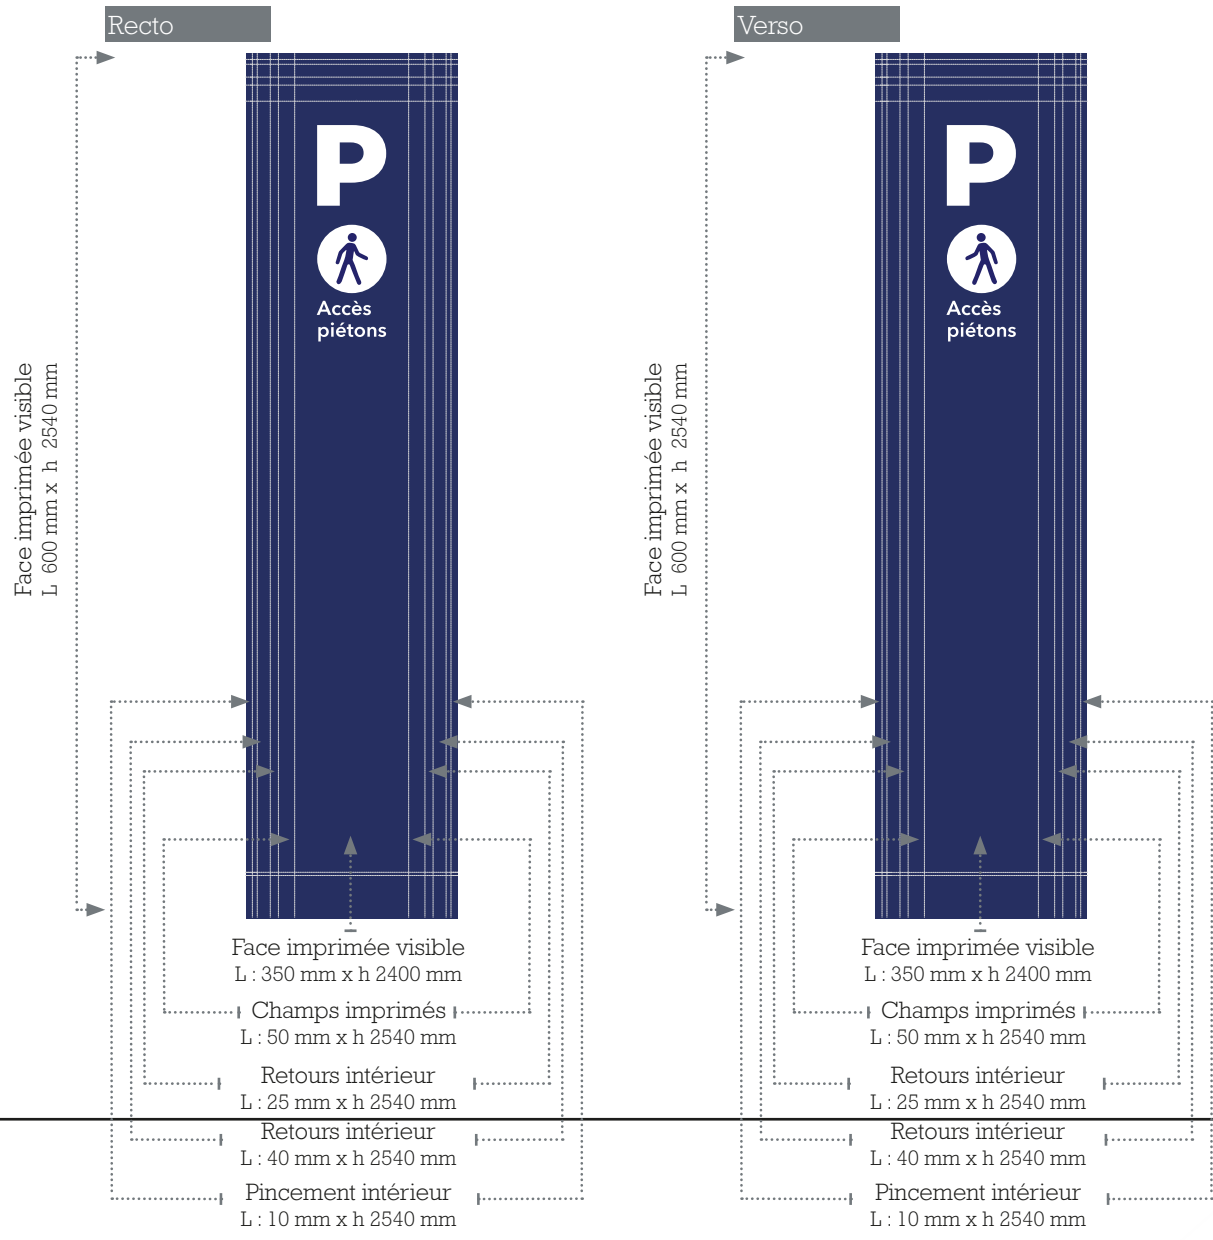 Recto
P
Accès
piétons
Face imprimée visible
L 600 mm x h 2540 mm
Face imprimée visible
L : 350 mm x h 2400 mm
Champs imprimés
L : 50 mm x h 2540 mm
Retours intérieur
L : 25 mm x h 2540 mm
Retours intérieur
L : 40 mm x h 2540 mm
Pincement intérieur
L : 10 mm x h 2540 mm
Verso
P
Accès
piétons
Face imprimée visible
L 600 mm x h 2540 mm
Face imprimée visible
L : 350 mm x h 2400 mm
Champs imprimés
L : 50 mm x h 2540 mm
Retours intérieur
L : 25 mm x h 2540 mm
Retours intérieur
L : 40 mm x h 2540 mm
Pincement intérieur
L : 10 mm x h 2540 mm